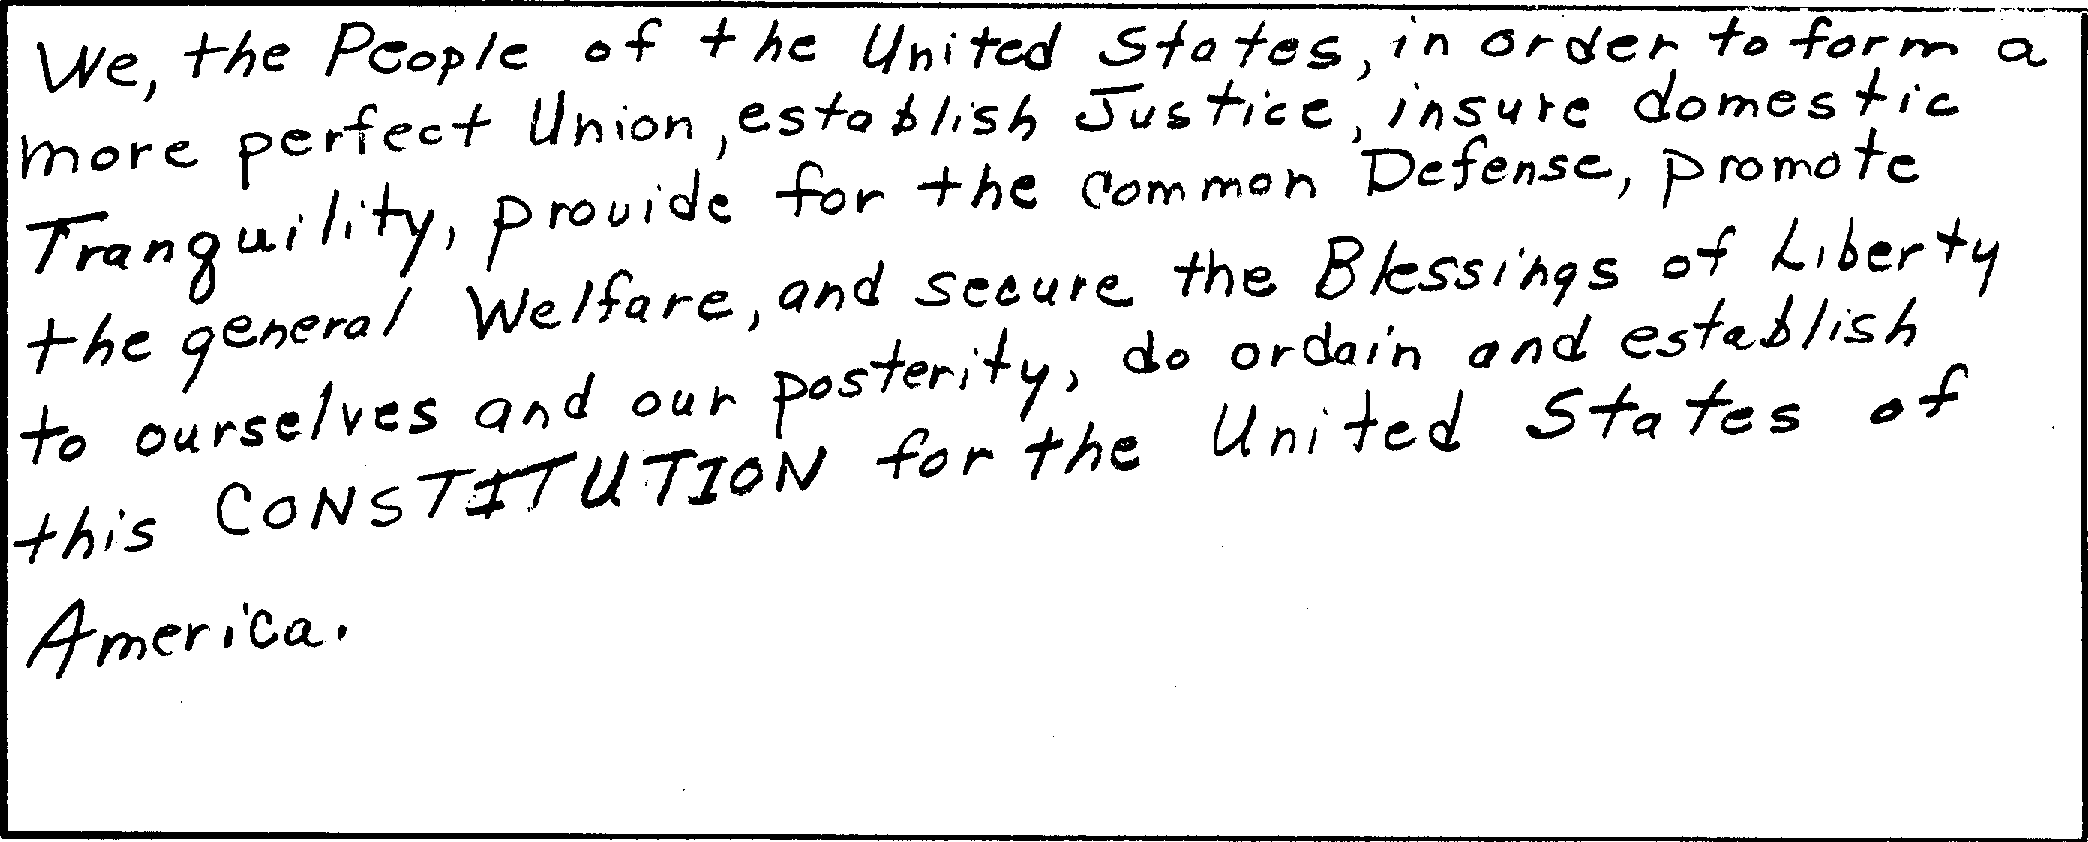 We, the People of the United States, in order to form a
more perfect Union, establish Justice, insure domestic
Tranquility, provide for the common Defense, promote
the general Welfare, and secure the Blessings of Liberty
to ourselves and our posterity, do ordain and establish
this CONSTITUTION for the United States of
America.